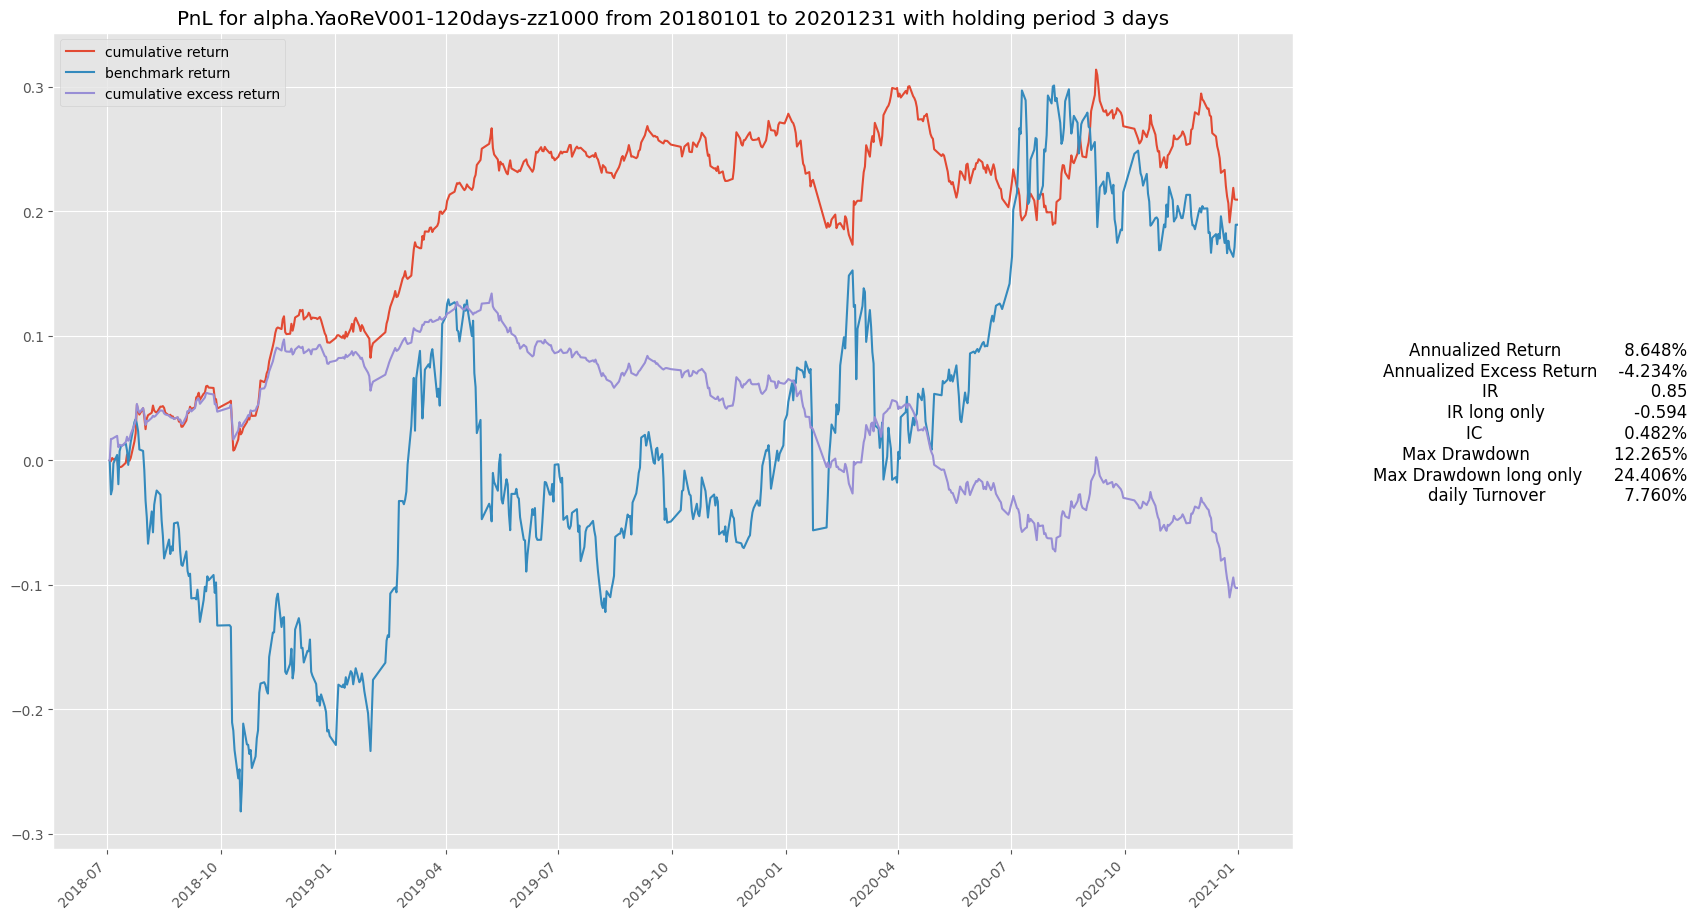 PnL for alpha.YaoReV001-120days-zz1000 from 20180101 to 20201231 with holding period 3 days
cumulative return
benchmark return
cumulative excess return
0.3
0.2
0.1
0.0
−0.1
−0.2
−0.3
2018-07
2018-10
2019-01
2019-04
2019-07
2019-10
2020-01
2020-04
2020-07
2020-10
2021-01
Annualized Return 8.648%
Annualized Excess Return -4.234%
IR 0.85
IR long only -0.594
IC 0.482%
Max Drawdown 12.265%
Max Drawdown long only 24.406%
daily Turnover 7.760%